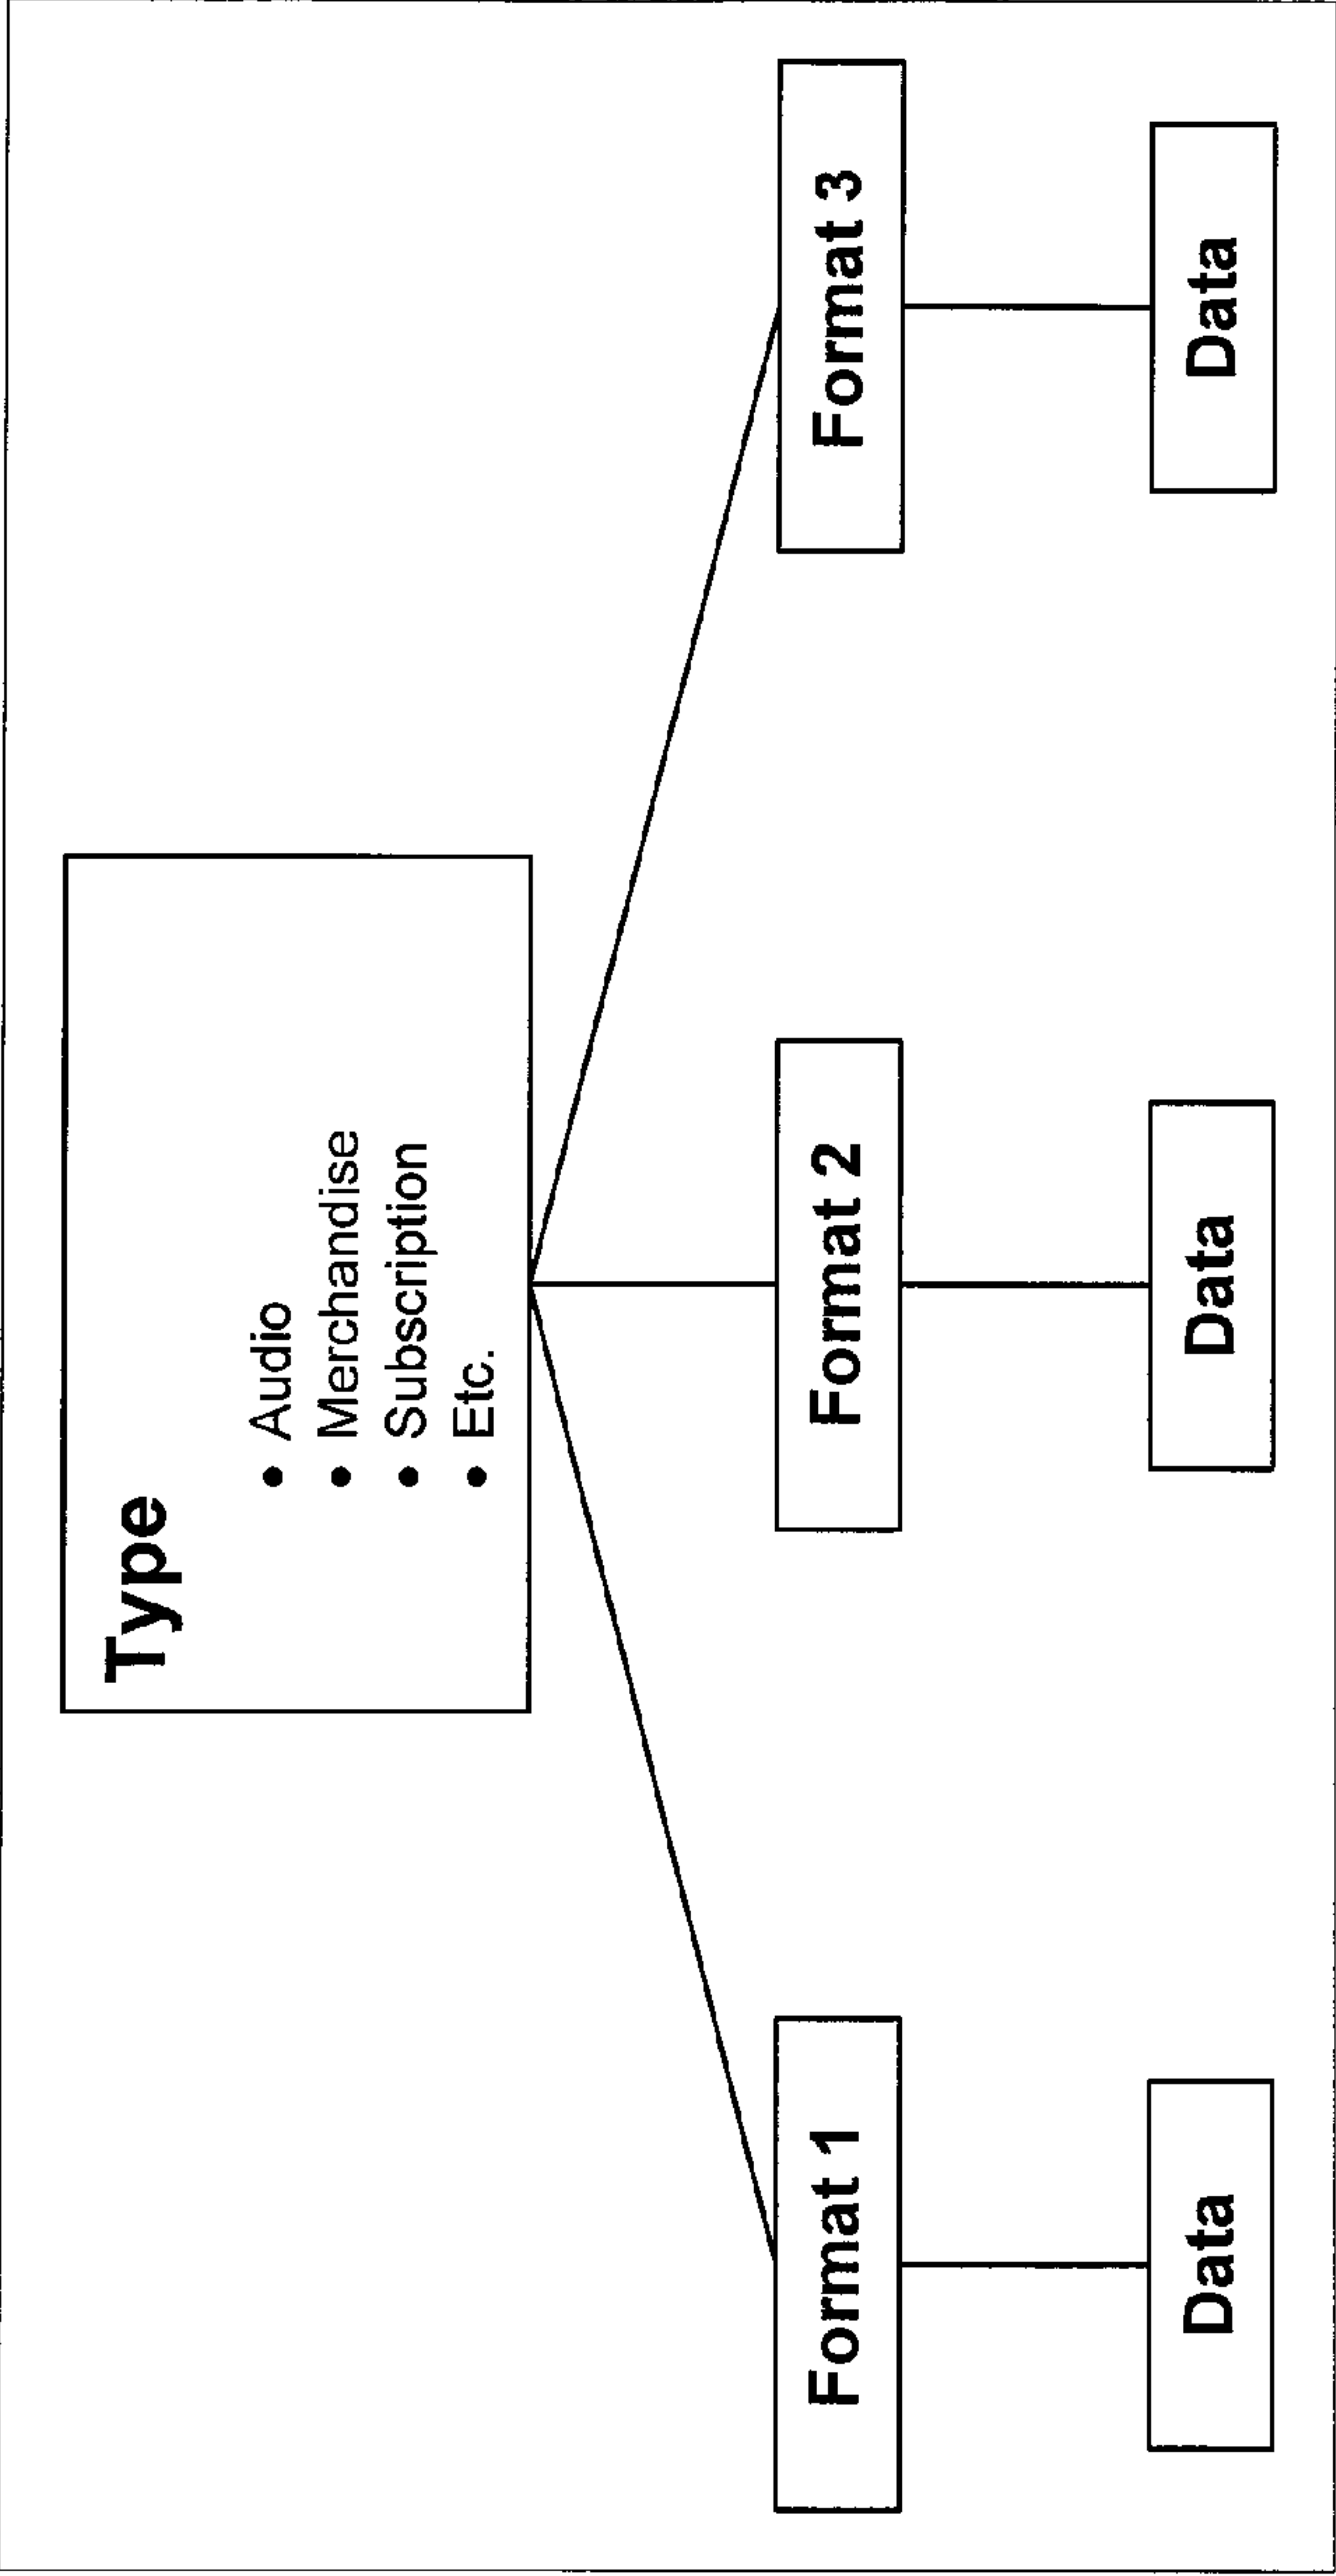 Type
• Audio
• Merchandise
• Subscription
• Etc.
Format 1
Format 2
Format 3
Data
Data
Data